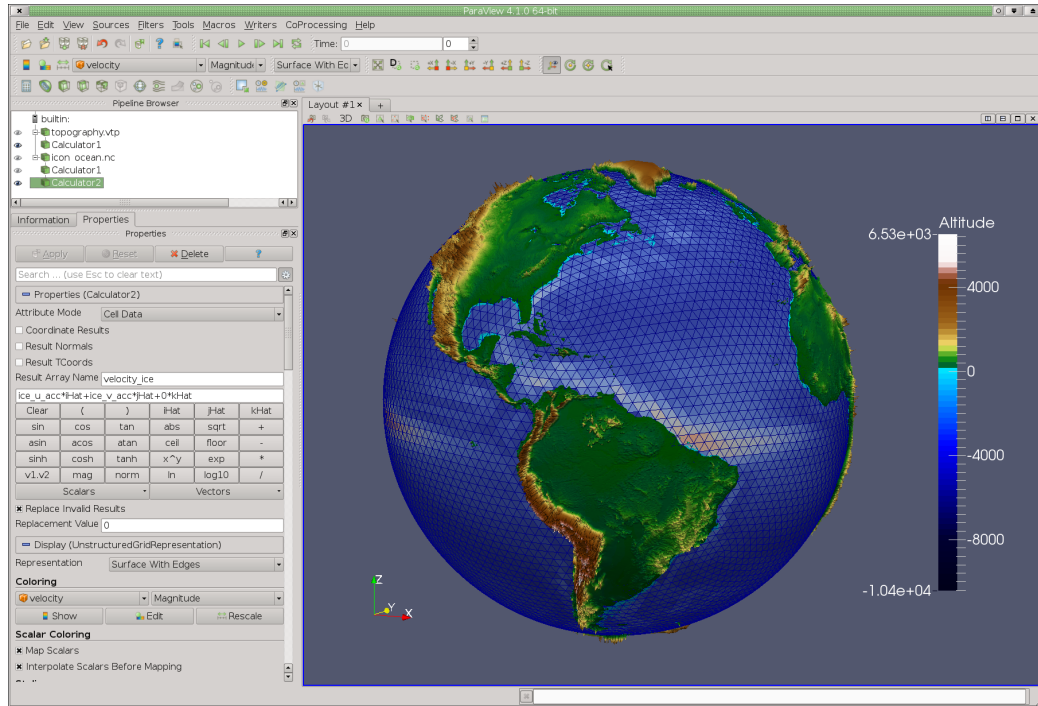 ParaView 4.1.0 64-bit
File Edit View Sources Filters Tools Macros Writers CoProcessing Help
Time: 0 0
velocity Magnitude Surface With Ec
Pipeline Browser
builtin:
topography.vtp
Calculator1
icon_ocean.nc
Calculator1
Calculator2
Information Properties
Properties
Apply Reset Delete ?
Search ... (use Esc to clear text)
Properties (Calculator2)
Attribute Mode Cell Data
Coordinate Results
Result Normals
Result TCoords
Result Array Name velocity_ice
ice_u_acc*iHat+ice_v_acc*jHat+0*kHat
Clear ( ) iHat jHat kHat
sin cos tan abs sqrt +
asin acos atan ceil floor -
sinh cosh tanh x^y exp *
v1.v2 mag norm ln log10 /
Scalars Vectors
Replace Invalid Results
Replacement Value 0
Display (UnstructuredGridRepresentation)
Representation Surface With Edges
Coloring
velocity Magnitude
Show Edit Rescale
Scalar Coloring
Map Scalars
Interpolate Scalars Before Mapping
Layout #1 +
3D
Altitude
6.53e+03
4000
0
-4000
-8000
-1.04e+04
Z
Y
X